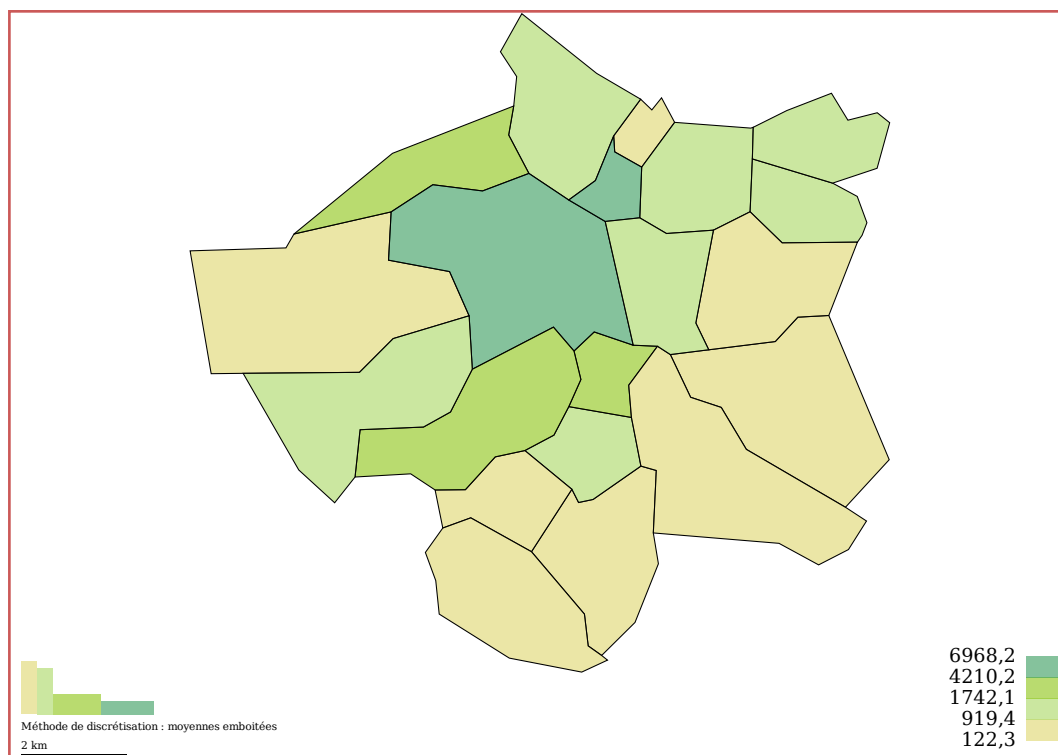 6968,2
4210,2
1742,1
919,4
122,3
Méthode de discrétisation : moyennes emboitées
2 km